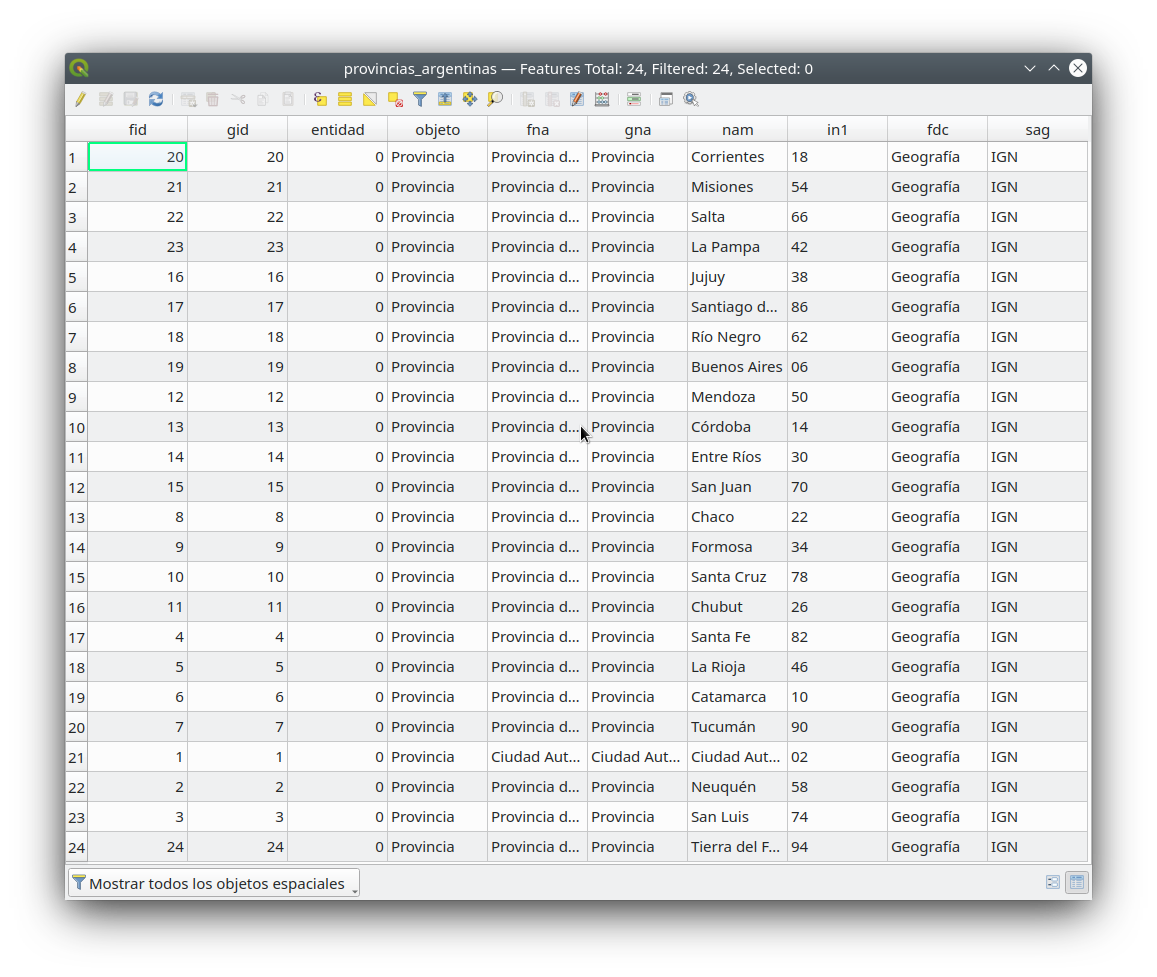 provincias_argentinas — Features Total: 24, Filtered: 24, Selected: 0
fid gid entidad objeto fna gna nam in1 fdc sag
1 20 20 0 Provincia Provincia d... Provincia Corrientes 18 Geografía IGN
2 21 21 0 Provincia Provincia d... Provincia Misiones 54 Geografía IGN
3 22 22 0 Provincia Provincia d... Provincia Salta 66 Geografía IGN
4 23 23 0 Provincia Provincia d... Provincia La Pampa 42 Geografía IGN
5 16 16 0 Provincia Provincia d... Provincia Jujuy 38 Geografía IGN
6 17 17 0 Provincia Provincia d... Provincia Santiago d... 86 Geografía IGN
7 18 18 0 Provincia Provincia d... Provincia Río Negro 62 Geografía IGN
8 19 19 0 Provincia Provincia d... Provincia Buenos Aires 06 Geografía IGN
9 12 12 0 Provincia Provincia d... Provincia Mendoza 50 Geografía IGN
10 13 13 0 Provincia Provincia d... Provincia Córdoba 14 Geografía IGN
11 14 14 0 Provincia Provincia d... Provincia Entre Ríos 30 Geografía IGN
12 15 15 0 Provincia Provincia d... Provincia San Juan 70 Geografía IGN
13 8 8 0 Provincia Provincia d... Provincia Chaco 22 Geografía IGN
14 9 9 0 Provincia Provincia d... Provincia Formosa 34 Geografía IGN
15 10 10 0 Provincia Provincia d... Provincia Santa Cruz 78 Geografía IGN
16 11 11 0 Provincia Provincia d... Provincia Chubut 26 Geografía IGN
17 4 4 0 Provincia Provincia d... Provincia Santa Fe 82 Geografía IGN
18 5 5 0 Provincia Provincia d... Provincia La Rioja 46 Geografía IGN
19 6 6 0 Provincia Provincia d... Provincia Catamarca 10 Geografía IGN
20 7 7 0 Provincia Provincia d... Provincia Tucumán 90 Geografía IGN
21 1 1 0 Provincia Ciudad Aut... Ciudad Aut... Ciudad Aut... 02 Geografía IGN
22 2 2 0 Provincia Provincia d... Provincia Neuquén 58 Geografía IGN
23 3 3 0 Provincia Provincia d... Provincia San Luis 74 Geografía IGN
24 24 24 0 Provincia Provincia d... Provincia Tierra del F... 94 Geografía IGN
Mostrar todos los objetos espaciales